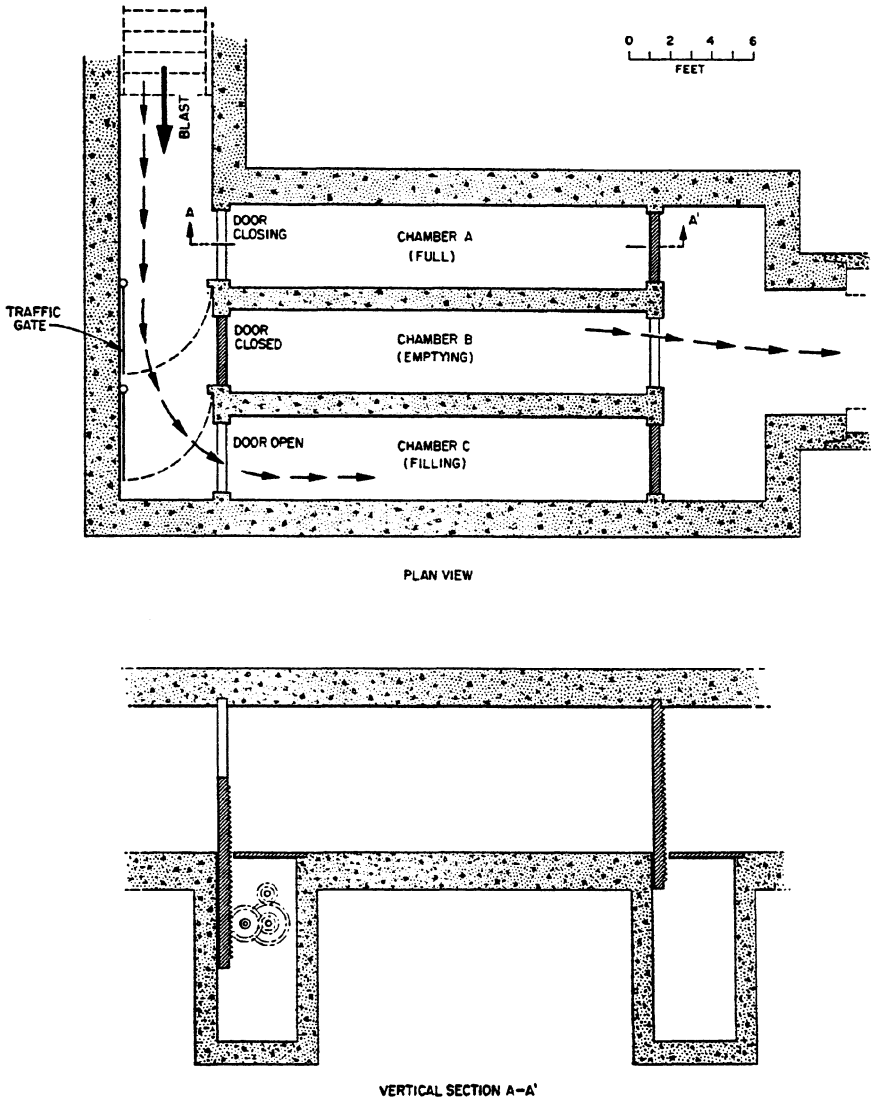 0 2 4 6
FEET
BLAST
A
DOOR
CLOSING
CHAMBER A
(FULL)
A'
TRAFFIC
GATE
DOOR
CLOSED
CHAMBER B
(EMPTYING)
DOOR OPEN
CHAMBER C
(FILLING)
PLAN VIEW
VERTICAL SECTION A-A'